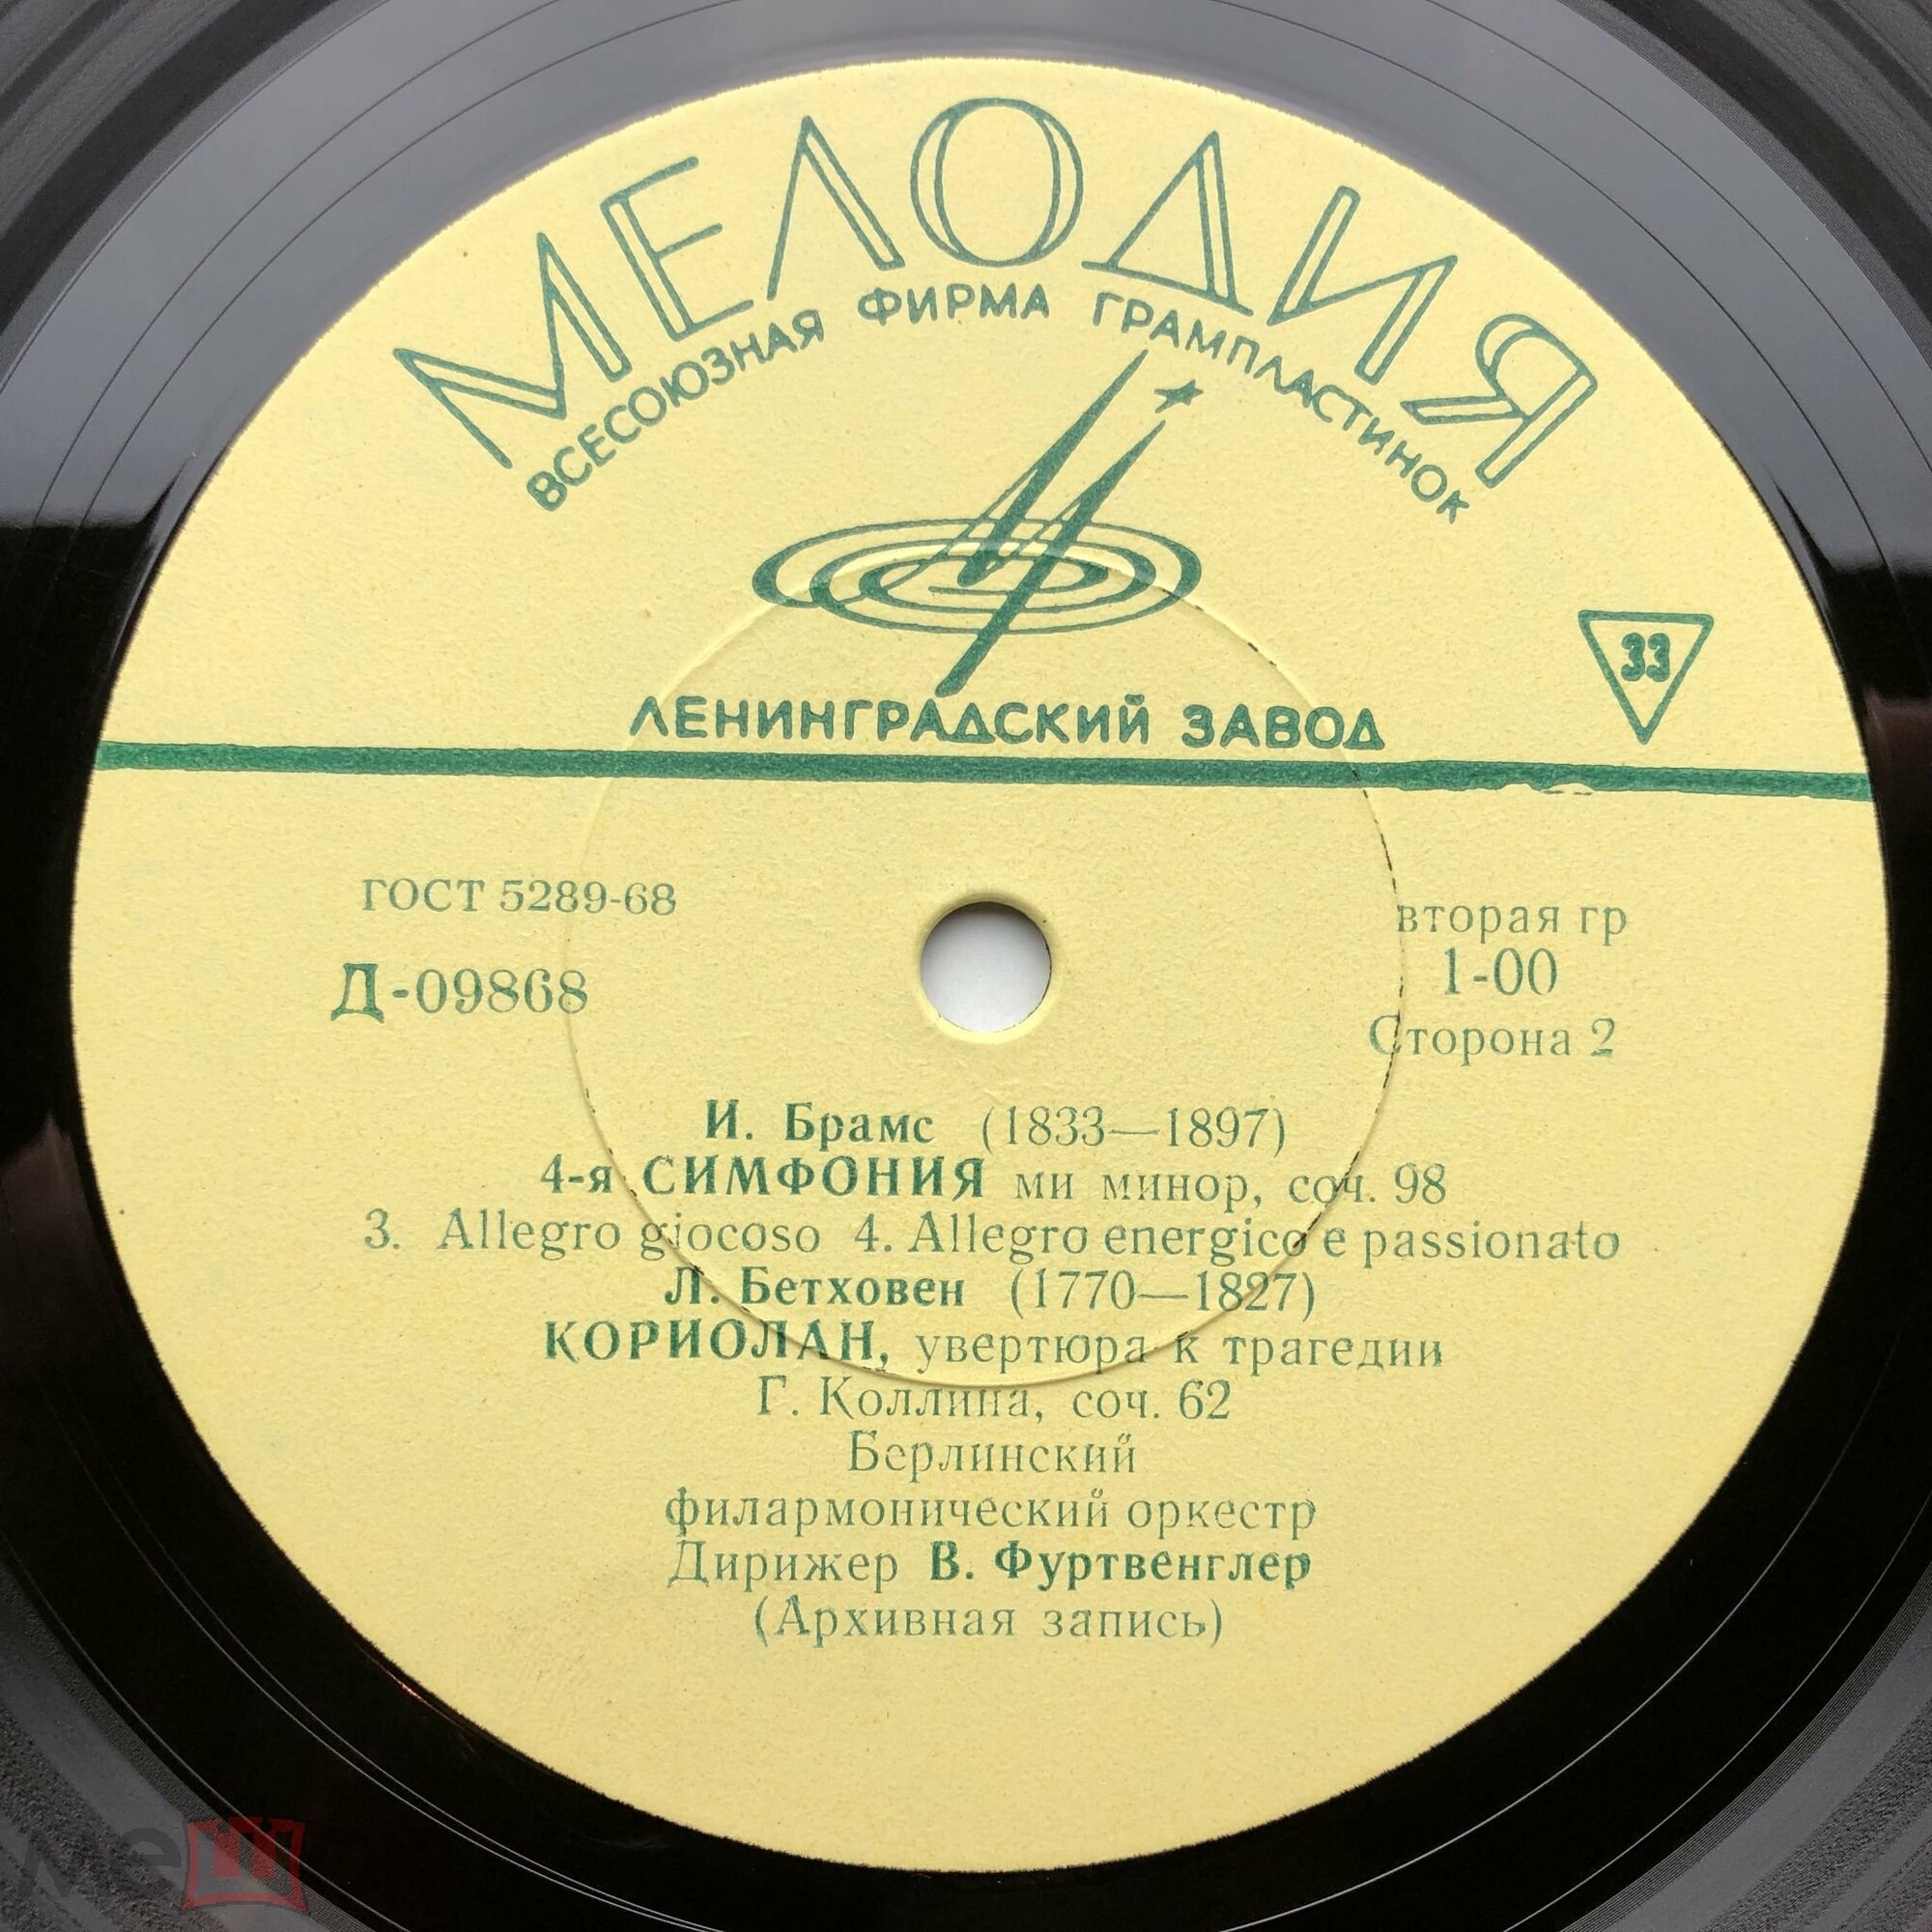 МЕЛОДИЯ
ВСЕСОЮЗНАЯ ФИРМА ГРАМПЛАСТИНОК
33
ЛЕНИНГРАДСКИЙ ЗАВОД
ГОСТ 5289-68
вторая гр
Д-09868
1-00
Сторона 2
И. Брамс (1833—1897)
4-я СИМФОНИЯ ми минор, соч. 98
3. Allegro giocoso 4. Allegro energico e passionato
Л. Бетховен (1770—1827)
КОРИОЛАН, увертюра к трагедии
Г. Коллина, соч. 62
Берлинский
филармонический оркестр
Дирижер В. Фуртвенглер
(Архивная запись)